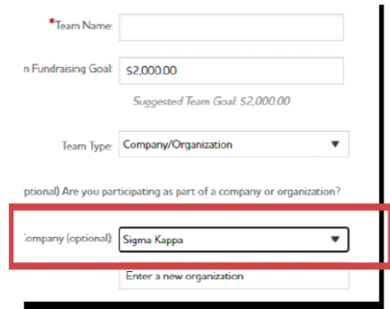 *Team Name:
n Fundraising Goal: $2,000.00
Suggested Team Goal: $2,000.00
Team Type: Company/Organization
ptional) Are you participating as part of a company or organization?
Company (optional): Sigma Kappa
Enter a new organization